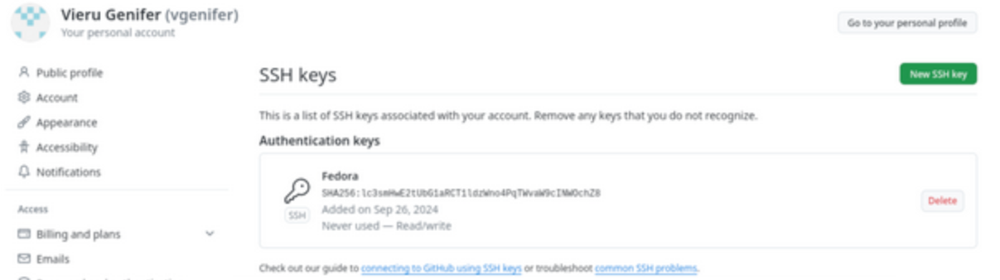 Vieru Genifer (vgenifer)
Your personal account
Go to your personal profile
Public profile
Account
Appearance
Accessibility
Notifications
Access
Billing and plans
Emails
SSH keys
New SSH key
This is a list of SSH keys associated with your account. Remove any keys that you do not recognize.
Authentication keys
Fedora
SHA256:lc3smHwE2tUbG1aRCT1ldzWno4PqTWvaW9cINWOchZ8
Added on Sep 26, 2024
Never used — Read/write
SSH
Delete
Check out our guide to connecting to GitHub using SSH keys or troubleshoot common SSH problems.